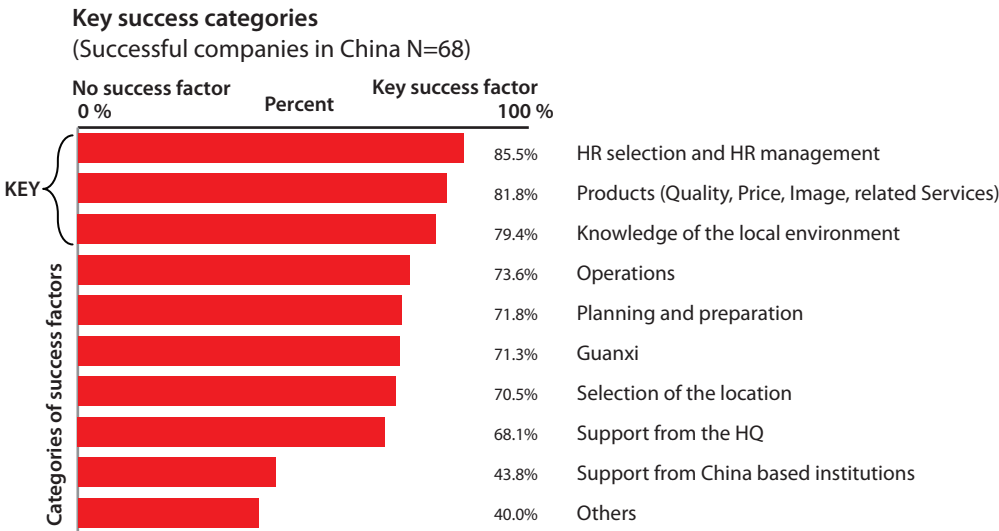 Key success categories
(Successful companies in China N=68)
No success factor Key success factor
0 % Percent 100 %
KEY
Categories of success factors
85.5% HR selection and HR management
81.8% Products (Quality, Price, Image, related Services)
79.4% Knowledge of the local environment
73.6% Operations
71.8% Planning and preparation
71.3% Guanxi
70.5% Selection of the location
68.1% Support from the HQ
43.8% Support from China based institutions
40.0% Others